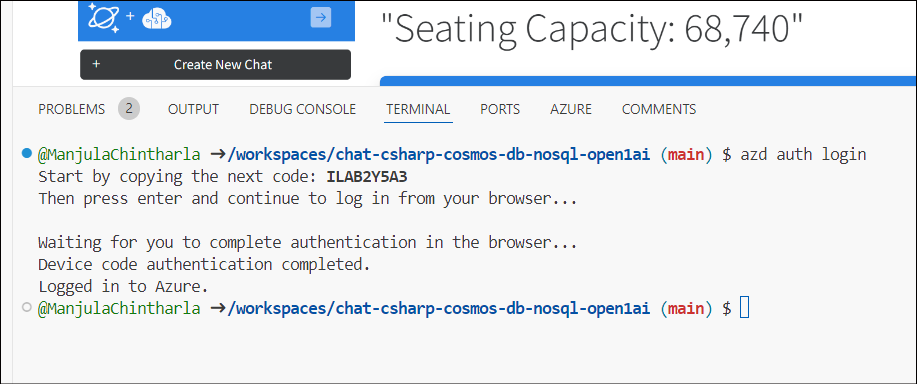 "Seating Capacity: 68,740"
+
+ Create New Chat
PROBLEMS 2 OUTPUT DEBUG CONSOLE TERMINAL PORTS AZURE COMMENTS
@ManjulaChintharla ➜/workspaces/chat-csharp-cosmos-db-nosql-open1ai (main) $ azd auth login
Start by copying the next code: ILAB2Y5A3
Then press enter and continue to log in from your browser...
Waiting for you to complete authentication in the browser...
Device code authentication completed.
Logged in to Azure.
@ManjulaChintharla ➜/workspaces/chat-csharp-cosmos-db-nosql-open1ai (main) $